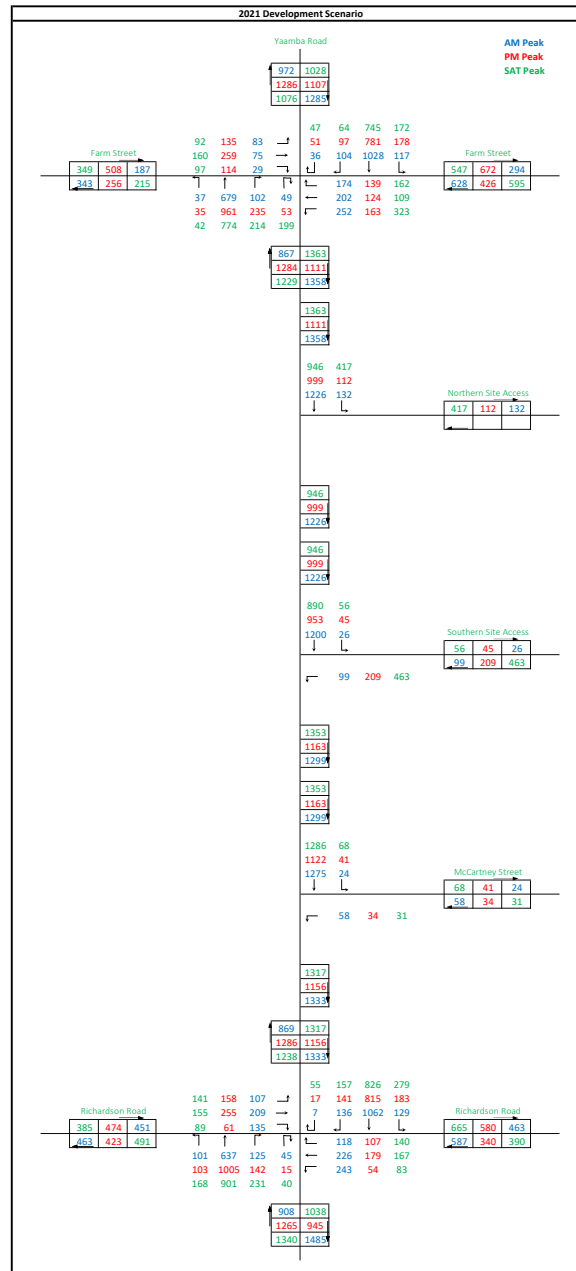 2021 Development Scenario
Yaamba Road
AM Peak
PM Peak
SAT Peak
972 1028
1286 1107
1076 1285
47 64 745 172
92 135 83 51 97 781 178
Farm Street
160 259 75 36 104 1028 117
Farm Street
349 508 187
97 114 29
547 672 294
343 256 215
37 679 102 49
174 139 162
628 426 595
35 961 235 53
202 124 109
42 774 214 199
252 163 323
867 1363
1284 1111
1229 1358
1363
1111
1358
946 417
999 112
1226 132
Northern Site Access
417 112 132
946
999
1226
946
999
1226
890 56
953 45
1200 26
Southern Site Access
56 45 26
99 209 463
99 209 463
1353
1163
1299
1353
1163
1299
1286 68
1122 41
1275 24
McCartney Street
68 41 24
58 34 31
58 34 31
1317
1156
1333
869 1317
1286 1156
1238 1333
55 157 826 279
141 158 107 17 141 815 183
Richardson Road
155 255 209 7 136 1062 129
Richardson Road
385 474 451
89 61 135
665 580 463
463 423 491
101 637 125 45
118 107 140
587 340 390
103 1005 142 15
226 179 167
168 901 231 40
243 54 83
908 1038
1265 945
1340 1485